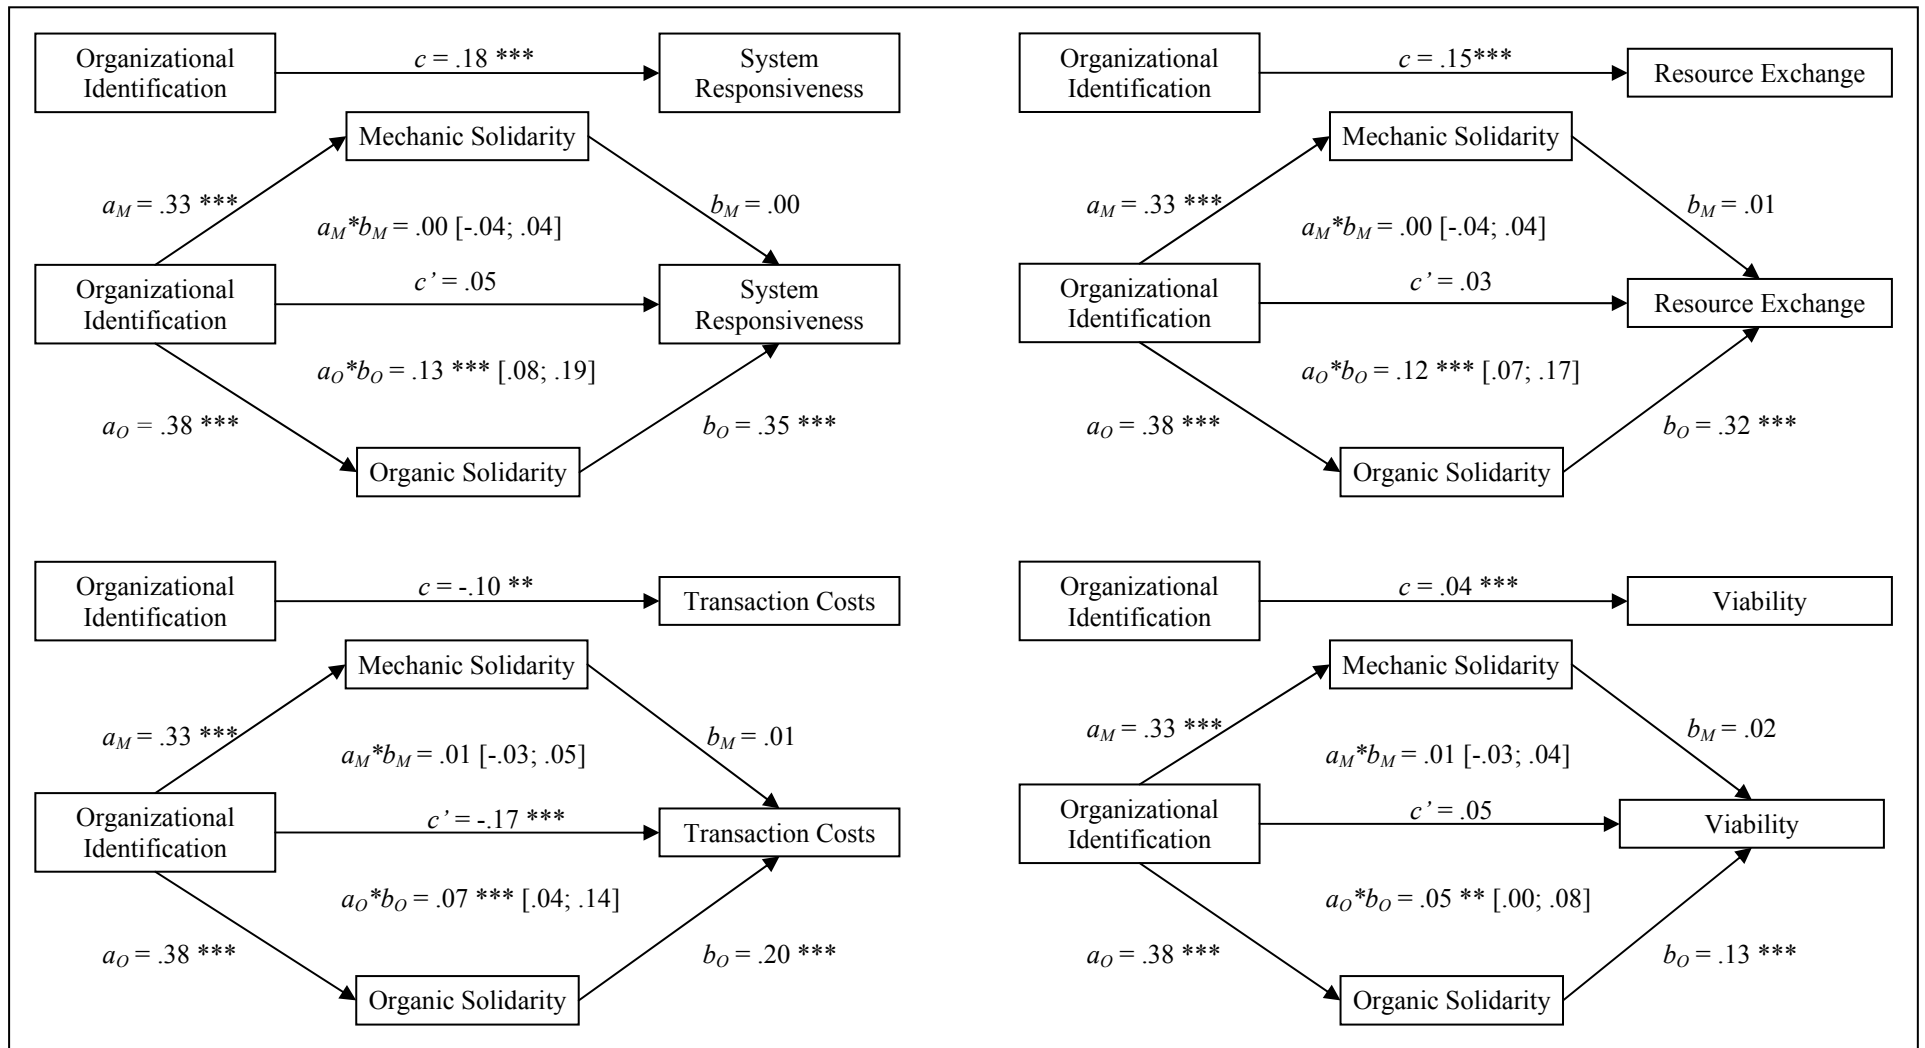 Organizational
Identification
c = .18 ***
System
Responsiveness
Mechanic Solidarity
aM = .33 ***
bM = .00
aM*bM = .00 [-.04; .04]
Organizational
Identification
c’ = .05
System
Responsiveness
aO*bO = .13 *** [.08; .19]
aO = .38 ***
bO = .35 ***
Organic Solidarity
Organizational
Identification
c = .15***
Resource Exchange
Mechanic Solidarity
aM = .33 ***
bM = .01
aM*bM = .00 [-.04; .04]
Organizational
Identification
c’ = .03
Resource Exchange
aO*bO = .12 *** [.07; .17]
aO = .38 ***
bO = .32 ***
Organic Solidarity
Organizational
Identification
c = -.10 **
Transaction Costs
Mechanic Solidarity
aM = .33 ***
bM = .01
aM*bM = .01 [-.03; .05]
Organizational
Identification
c’ = -.17 ***
Transaction Costs
aO*bO = .07 *** [.04; .14]
aO = .38 ***
bO = .20 ***
Organic Solidarity
Organizational
Identification
c = .04 ***
Viability
Mechanic Solidarity
aM = .33 ***
bM = .02
aM*bM = .01 [-.03; .04]
Organizational
Identification
c’ = .05
Viability
aO*bO = .05 ** [.00; .08]
aO = .38 ***
bO = .13 ***
Organic Solidarity